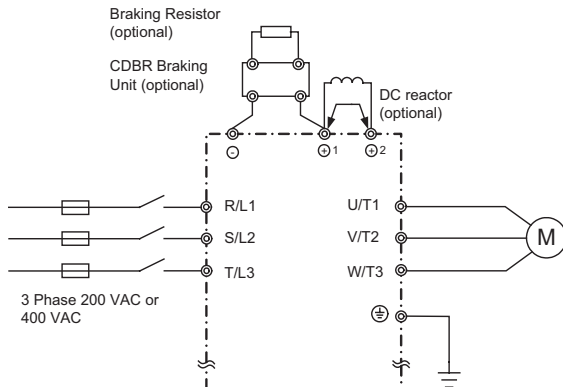 Braking Resistor
(optional)
CDBR Braking
Unit (optional)
DC reactor
(optional)
- +1 +2
R/L1 U/T1
S/L2 V/T2 M
T/L3 W/T3
3 Phase 200 VAC or
400 VAC